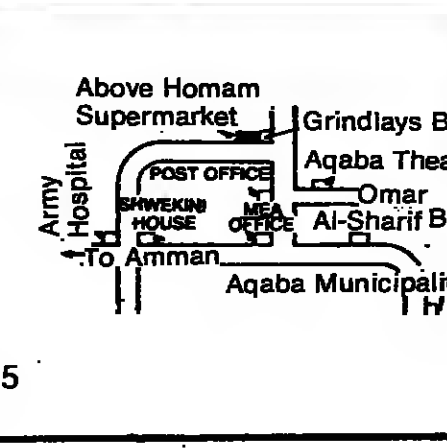 Above Homam
Supermarket
Grindlays B
Army
Hospital
POST OFFICE
Aqaba Thea
SHWEKINI
HOUSE
MEA
OFFICE
Omar
Al-Sharif B
To Amman
Aqaba Municipali
H
5